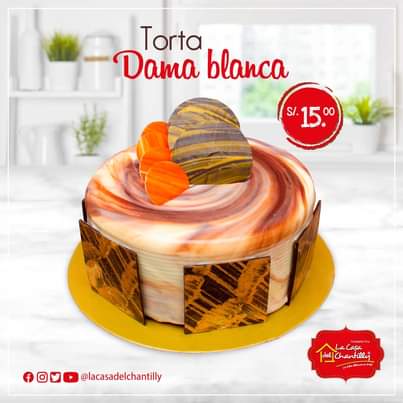 Torta
Dama blanca
S/. 15.00
La Casa
del Chantilly
@lacasadelchantilly